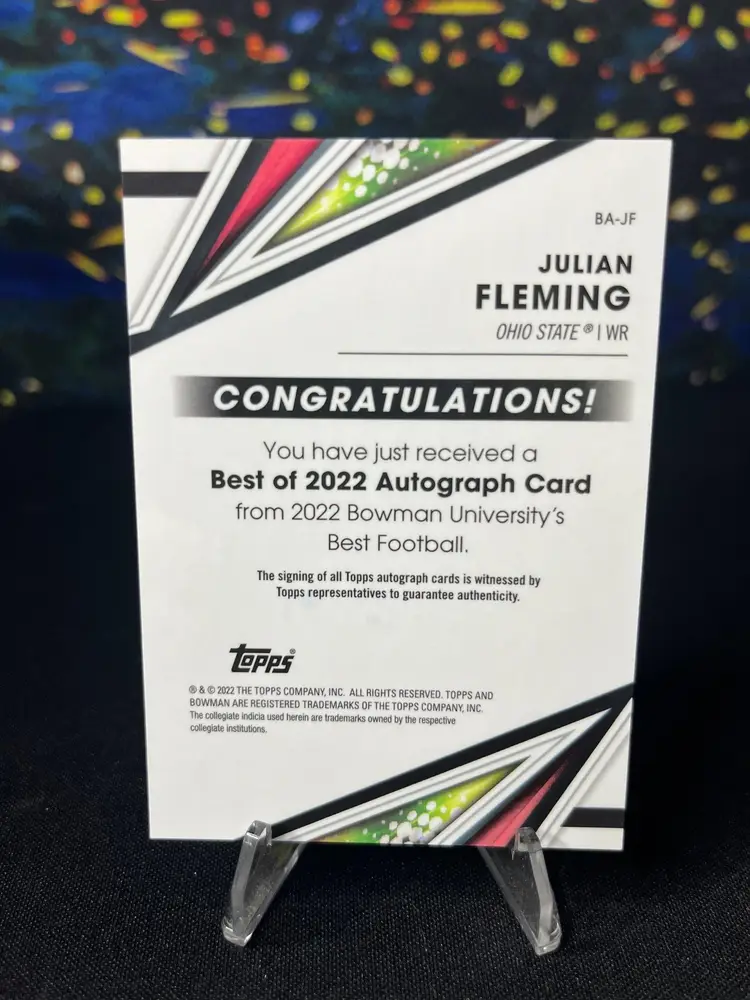 BA-JF
JULIAN
FLEMING
OHIO STATE ® | WR
CONGRATULATIONS!
You have just received a
Best of 2022 Autograph Card
from 2022 Bowman University's
Best Football.
The signing of all Topps autograph cards is witnessed by
Topps representatives to guarantee authenticity.
topps®
® & © 2022 THE TOPPS COMPANY, INC. ALL RIGHTS RESERVED. TOPPS AND
BOWMAN ARE REGISTERED TRADEMARKS OF THE TOPPS COMPANY, INC.
The collegiate indicia used herein are trademarks owned by the respective
collegiate institutions.